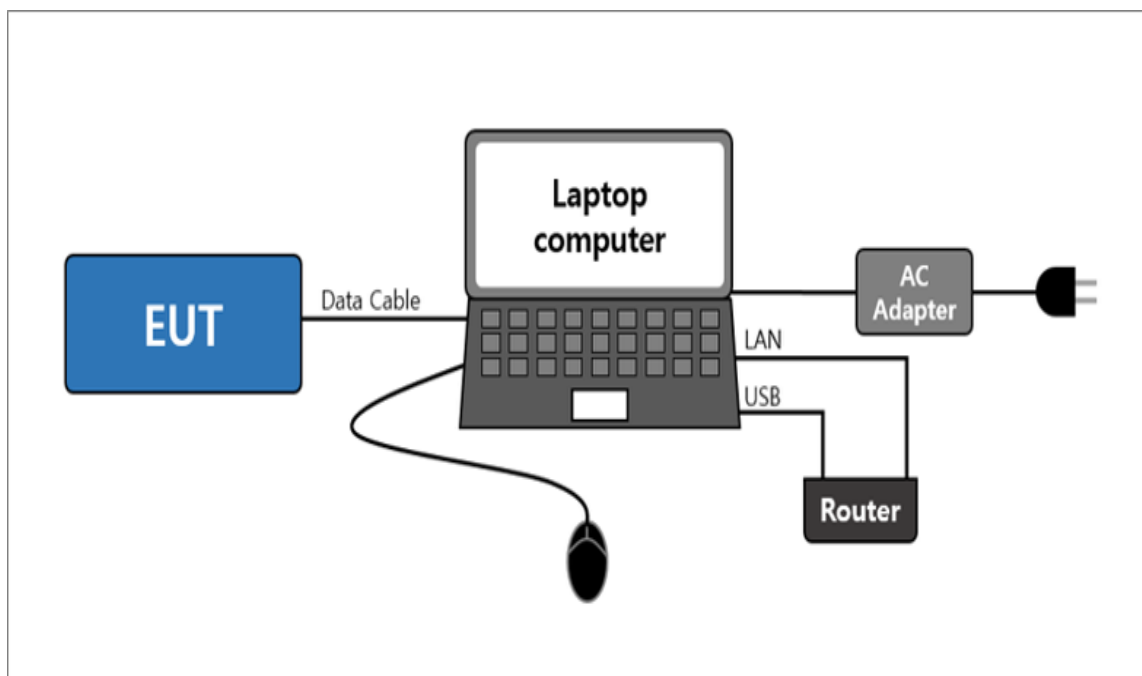 Laptop
computer
EUT
Data Cable
AC
Adapter
LAN
USB
Router